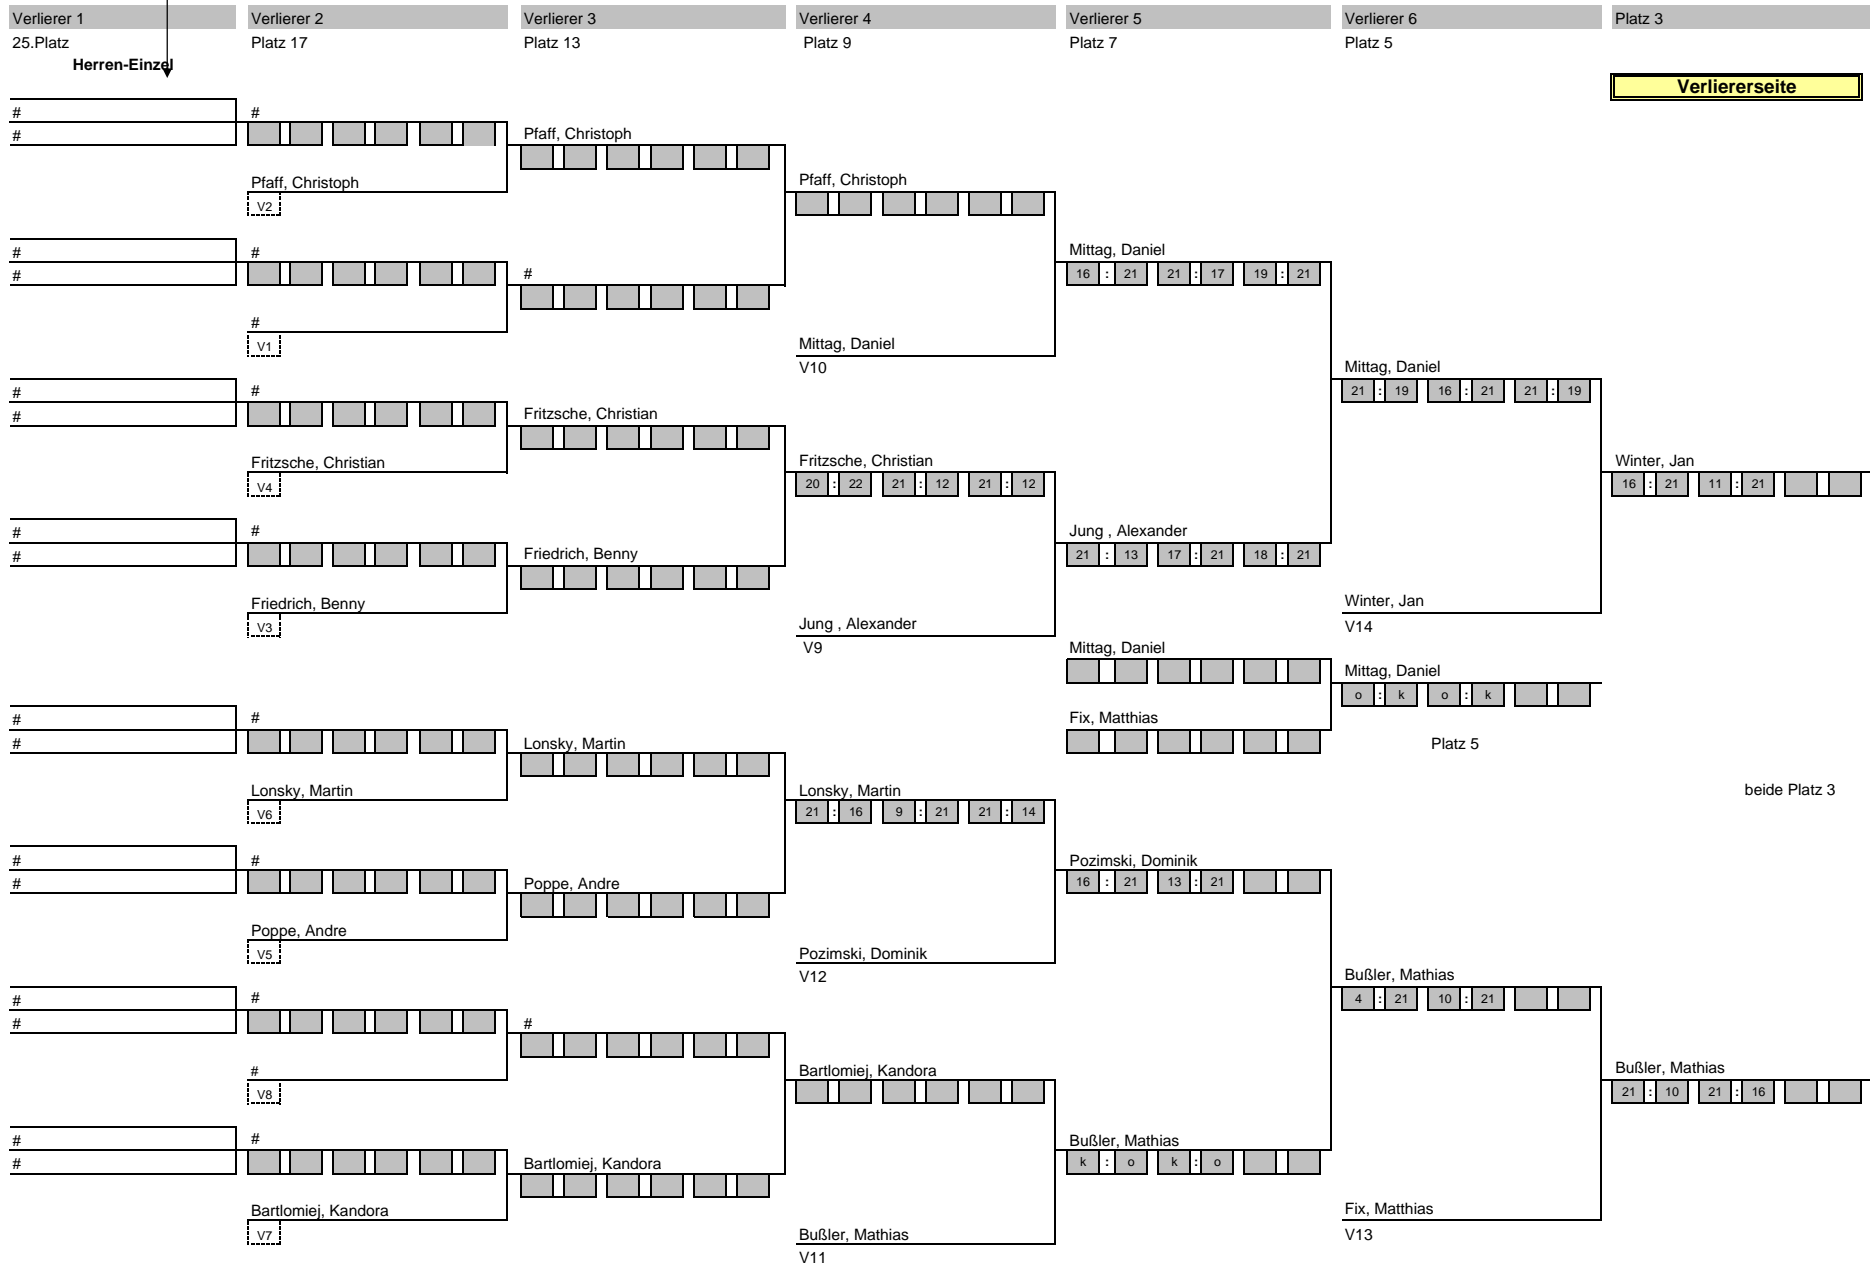 Verlierer 1 Verlierer 2 Verlierer 3 Verlierer 4 Verlierer 5 Verlierer 6 Platz 3
25.Platz Platz 17 Platz 13 Platz 9 Platz 7 Platz 5
Herren-Einzel
Verliererseite
# #
# Pfaff, Christoph
Pfaff, Christoph Pfaff, Christoph
V2
# # Mittag, Daniel
# # 16 : 21 21 : 17 19 : 21
#
V1 Mittag, Daniel
V10 Mittag, Daniel
# # 21 : 19 16 : 21 21 : 19
# Fritzsche, Christian
Fritzsche, Christian Fritzsche, Christian Winter, Jan
V4 20 : 22 21 : 12 21 : 12 16 : 21 11 : 21
# # Jung , Alexander
# Friedrich, Benny 21 : 13 17 : 21 18 : 21
Friedrich, Benny Winter, Jan
V3 Jung , Alexander V14
V9 Mittag, Daniel
Mittag, Daniel
o : k o : k
# # Fix, Matthias
# Lonsky, Martin Platz 5
Lonsky, Martin Lonsky, Martin beide Platz 3
V6 21 : 16 9 : 21 21 : 14
# # Pozimski, Dominik
# Poppe, Andre 16 : 21 13 : 21
Poppe, Andre
V5 Pozimski, Dominik
V12 Bußler, Mathias
# # 4 : 21 10 : 21
# #
# Bartlomiej, Kandora Bußler, Mathias
V8 21 : 10 21 : 16
# # Bußler, Mathias
# Bartlomiej, Kandora k : o k : o
Bartlomiej, Kandora Fix, Matthias
V7 Bußler, Mathias V13
V11